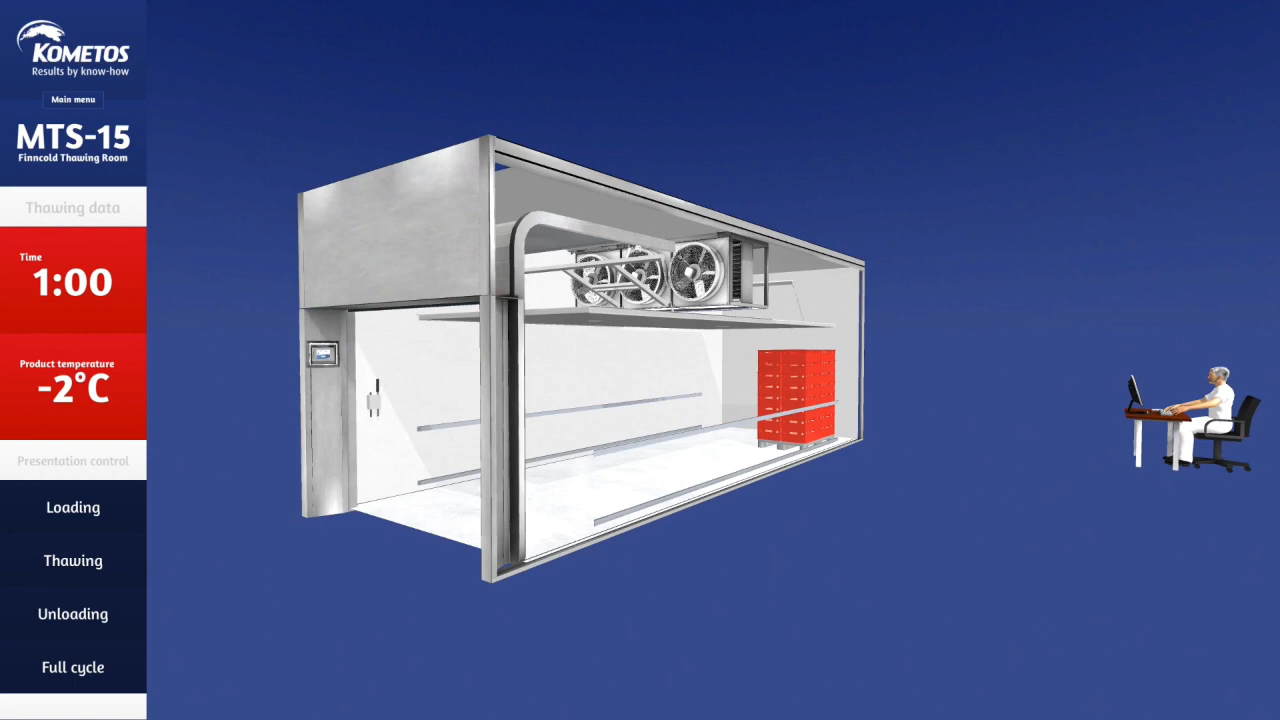 KOMETOS
Results by know-how
Main menu
MTS-15
Finncold Thawing Room
Thawing data
Time
1:00
Product temperature
-2°C
Presentation control
Loading
Thawing
Unloading
Full cycle